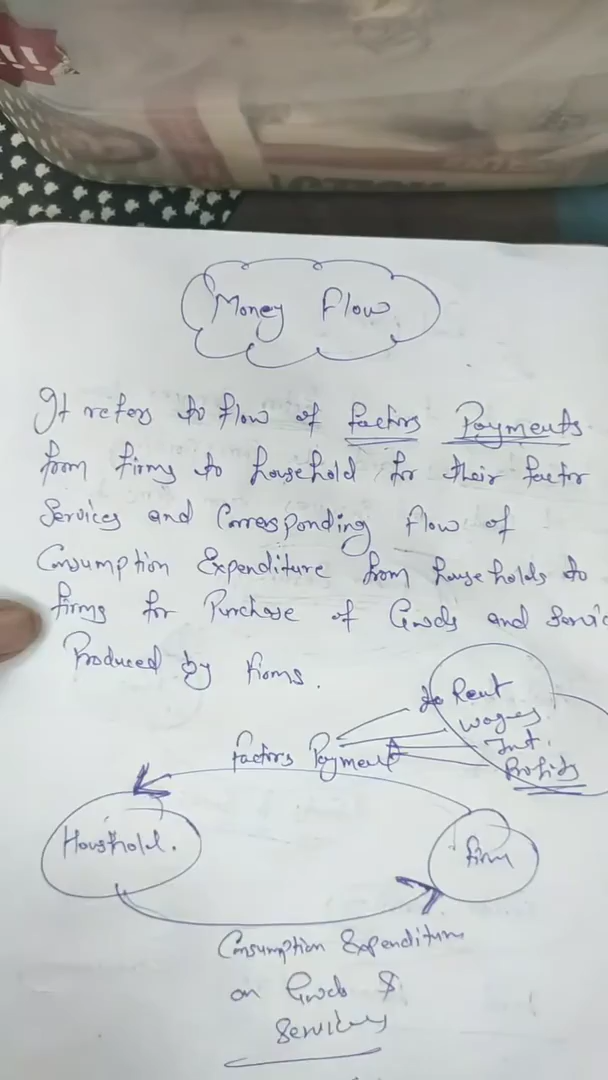 !!!
Money Flow
It refers to flow of factors Payments
from firms to household for their factor
Services and Corresponding flow of
Consumption Expenditure from households to
firms for Purchase of Goods and Servic
Produced by firms.
Rent
wages
Int.
Profits
Factors Payment
Household.
firm
Consumption Expenditure
on Goods &
Services